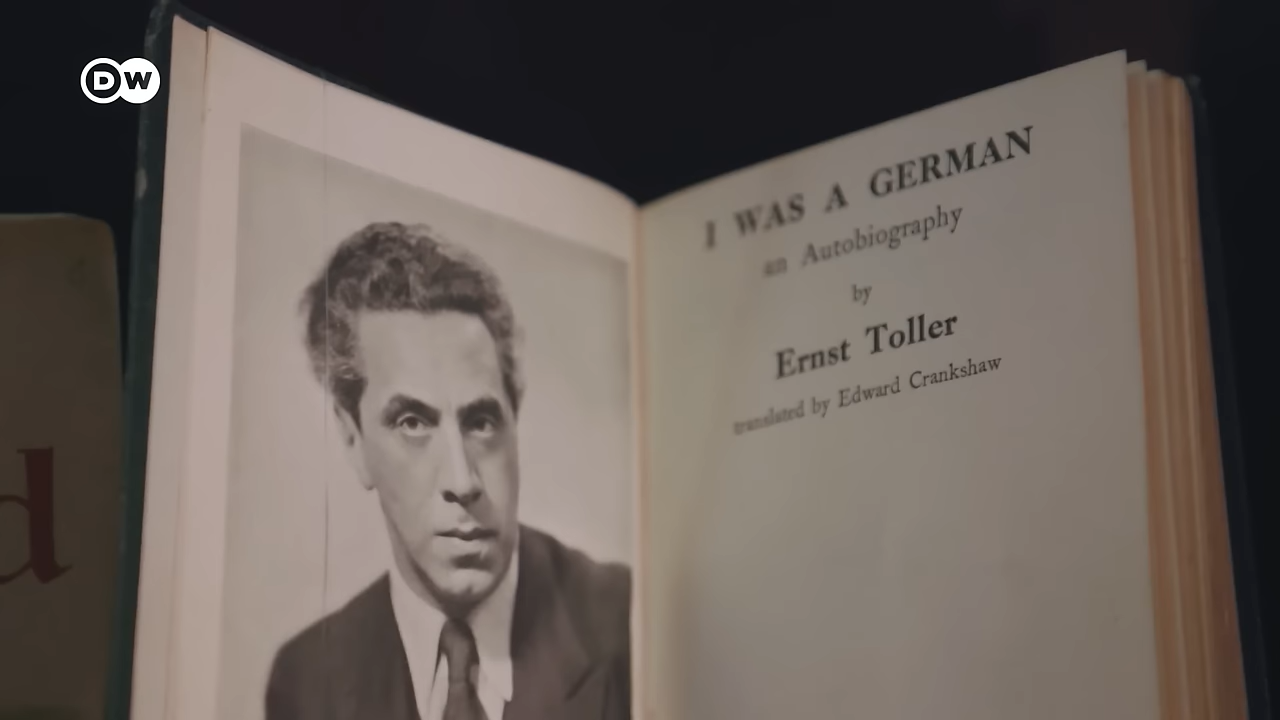 DW
I WAS A GERMAN
an Autobiography
by
Ernst Toller
translated by Edward Crankshaw
d